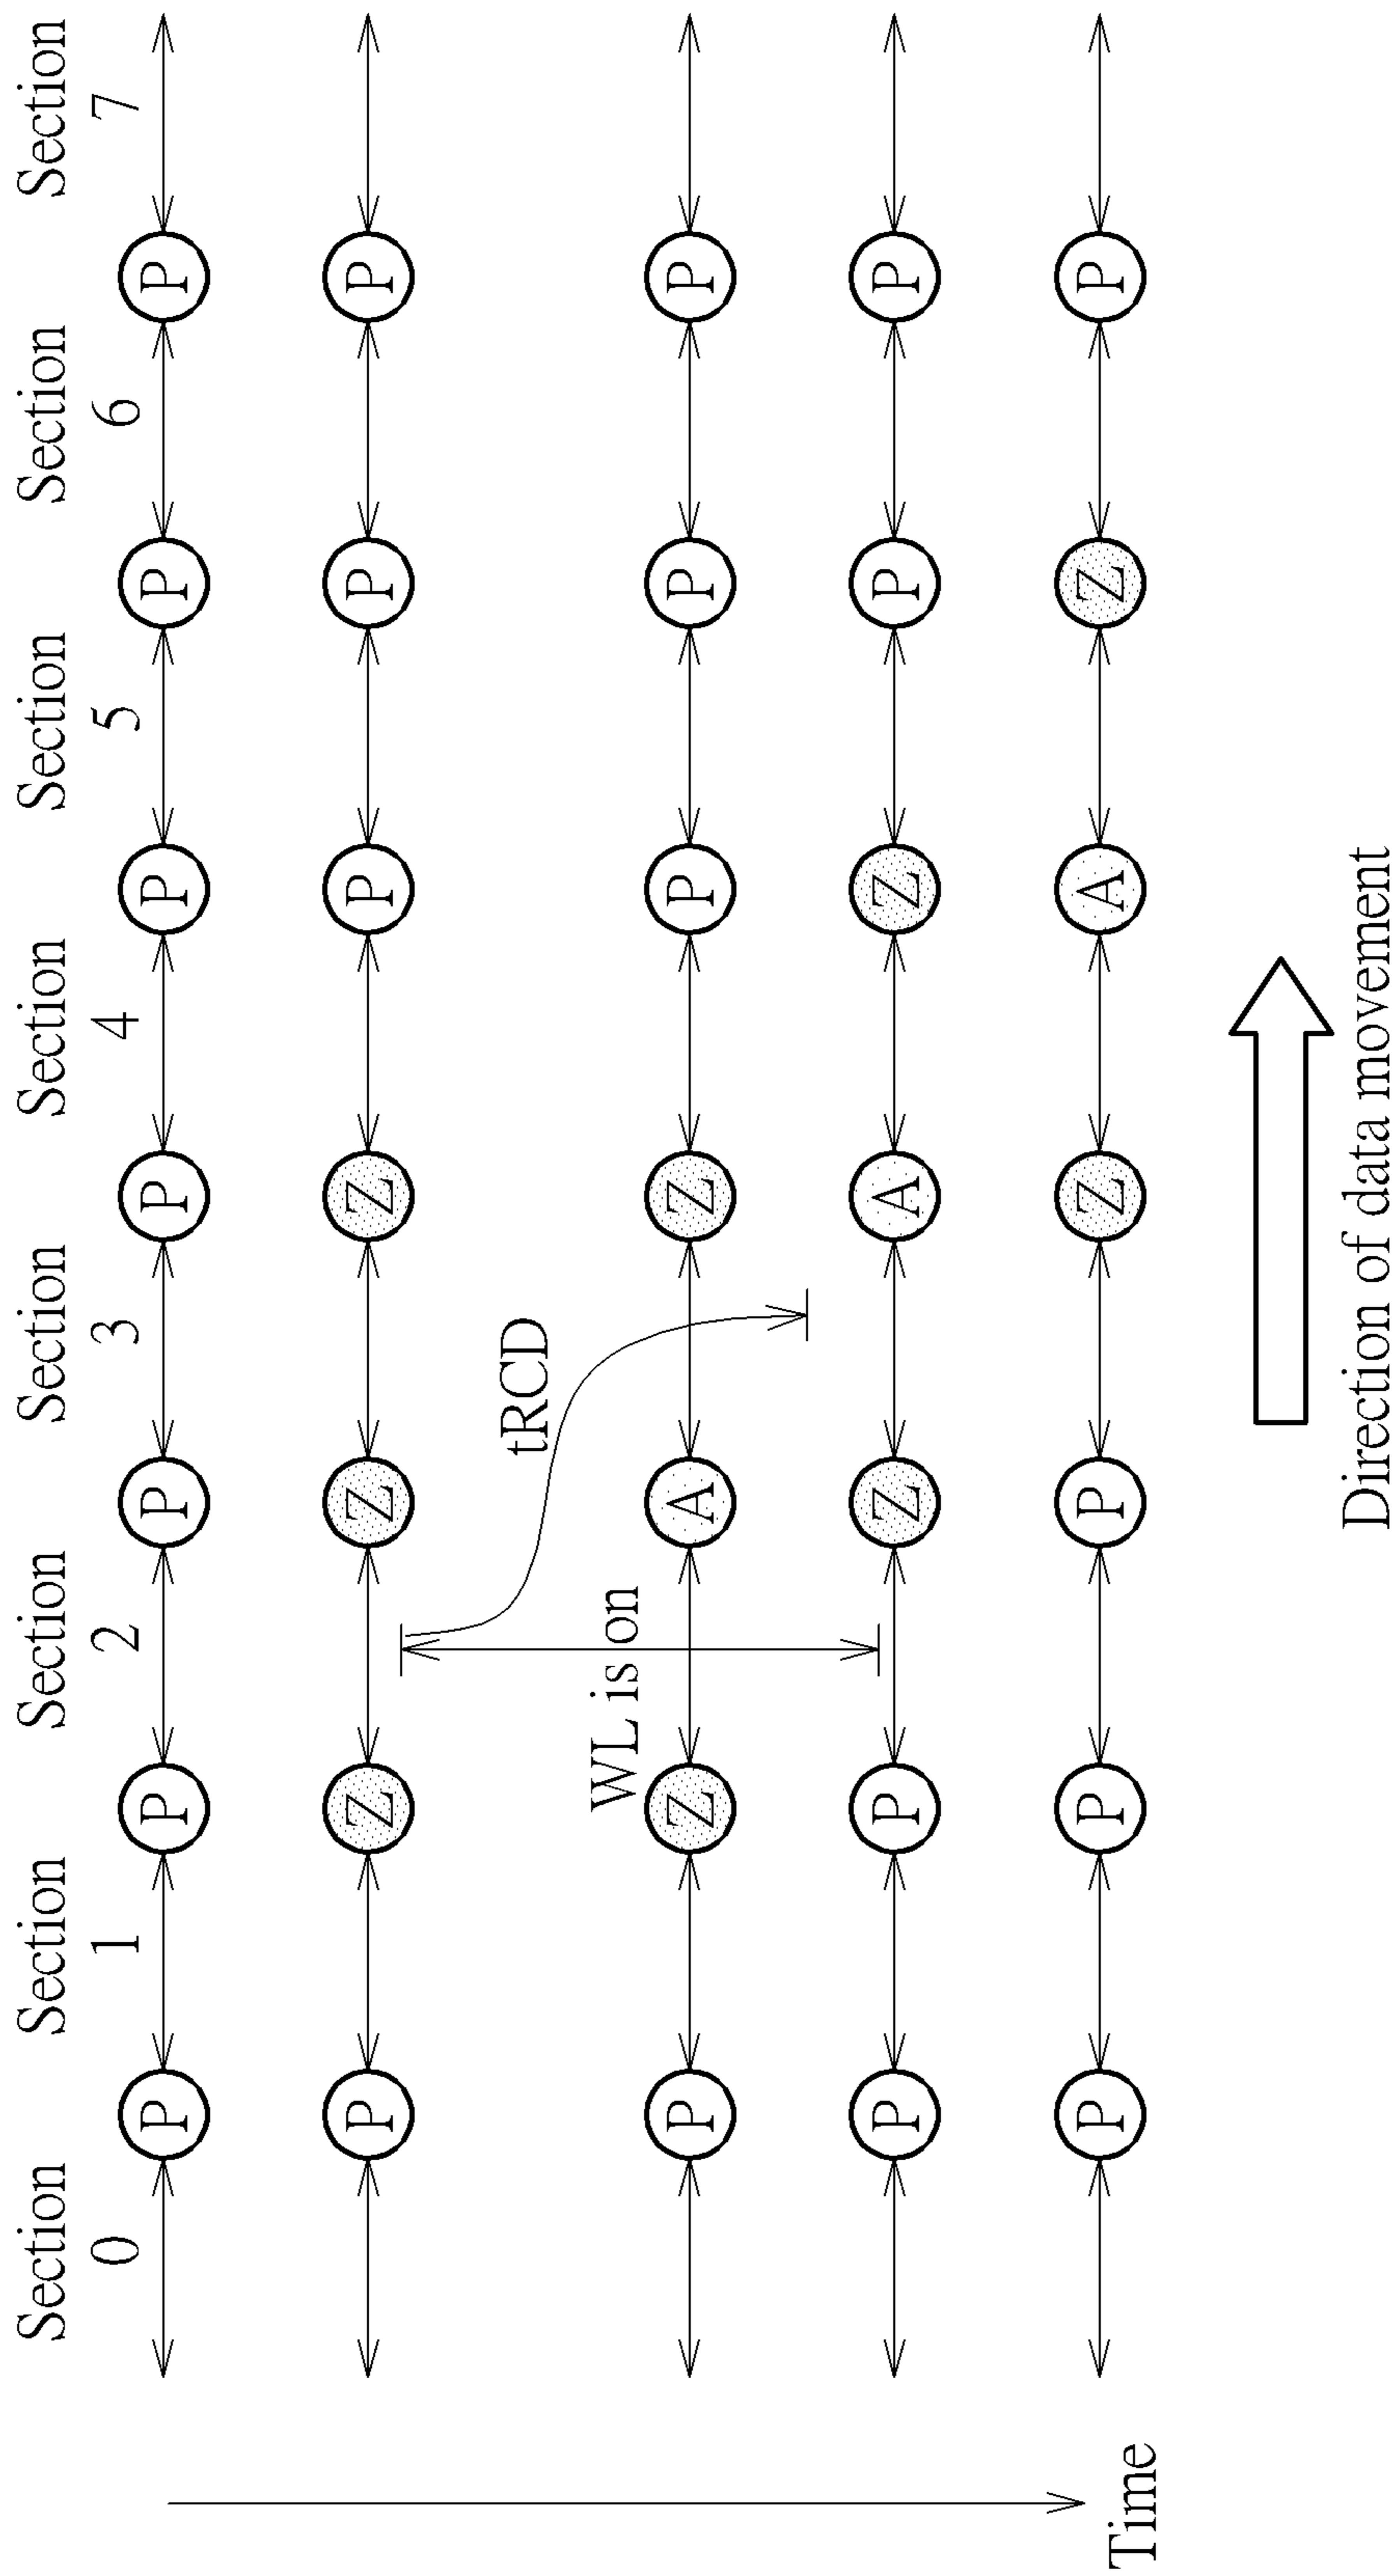 Section 0 Section 1 Section 2 Section 3 Section 4 Section 5 Section 6 Section 7
P P P P P P P
P Z Z Z P P P
tRCD
WL is on
P Z A Z P P P
P P Z A Z P P
P P P Z A Z P
Time
Direction of data movement